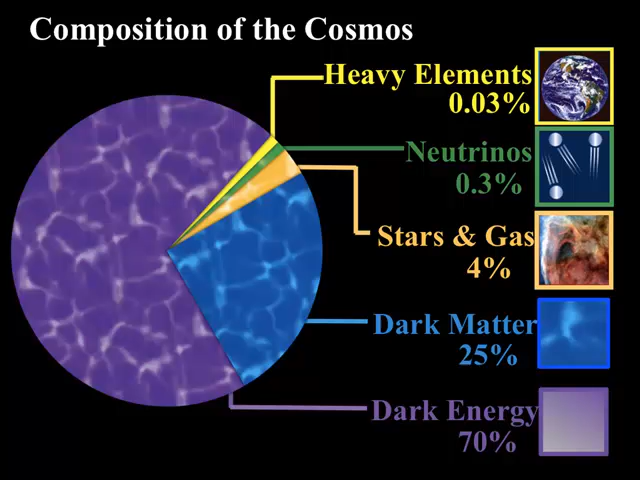 Composition of the Cosmos
Heavy Elements
0.03%
Neutrinos
0.3%
Stars & Gas
4%
Dark Matter
25%
Dark Energy
70%